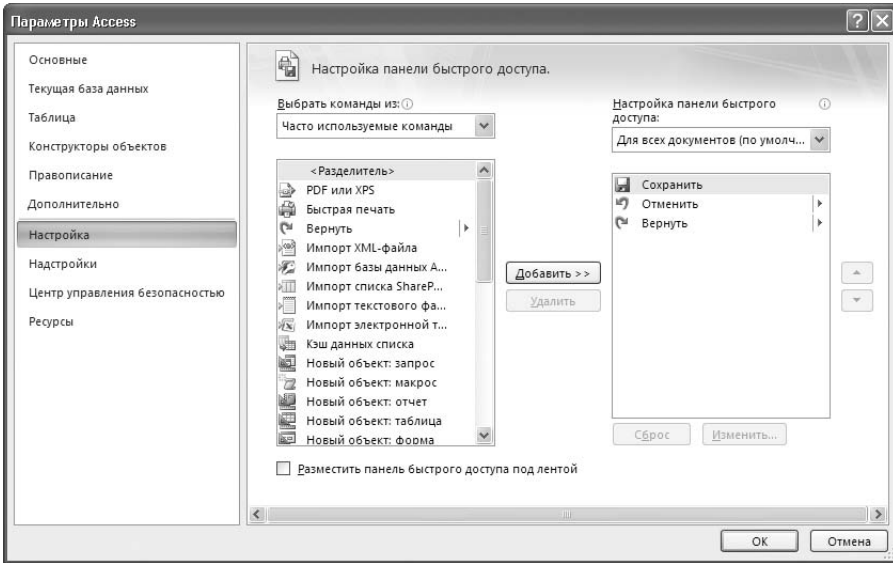 Параметры Access
Основные
Текущая база данных
Таблица
Конструкторы объектов
Правописание
Дополнительно
Настройка
Надстройки
Центр управления безопасностью
Ресурсы
Настройка панели быстрого доступа.
Выбрать команды из:
Часто используемые команды
<Разделитель>
PDF или XPS
Быстрая печать
Вернуть
Импорт XML-файла
Импорт базы данных A...
Импорт списка ShareP...
Импорт текстового фа...
Импорт электронной т...
Кэш данных списка
Новый объект: запрос
Новый объект: макрос
Новый объект: отчет
Новый объект: таблица
Новый объект: форма
Разместить панель быстрого доступа под лентой
Добавить >>
Удалить
Настройка панели быстрого
доступа:
Для всех документов (по умолч...
Сохранить
Отменить
Вернуть
Сброс
Изменить...
ОК
Отмена